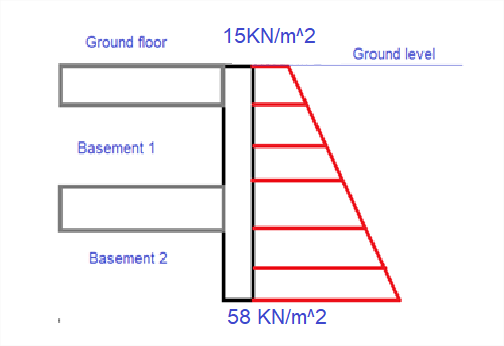 Ground floor
15KN/m^2
Ground level
Basement 1
Basement 2
58 KN/m^2